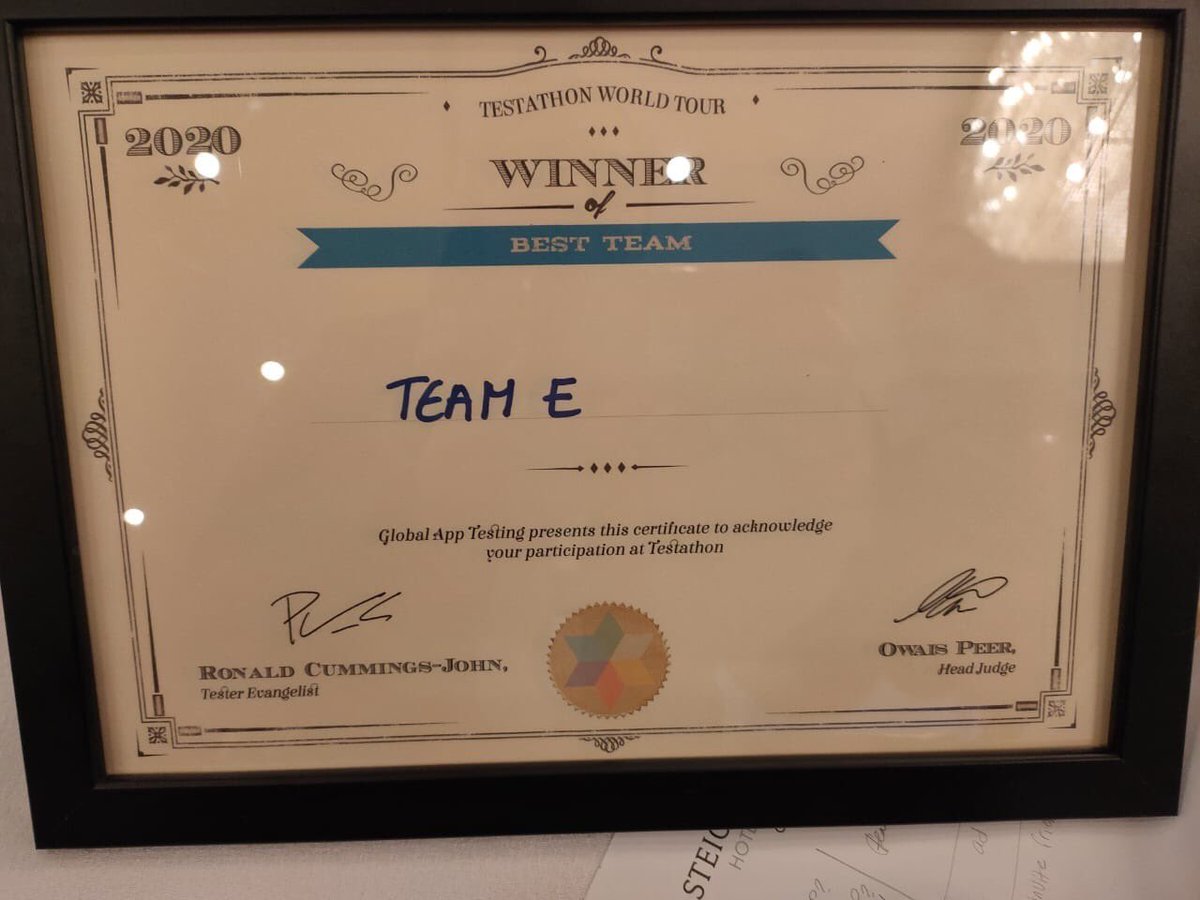 TESTATHON WORLD TOUR
2020
2020
WINNER
of
BEST TEAM
TEAM E
Global App Testing presents this certificate to acknowledge
your participation at Testathon
RONALD CUMMINGS-JOHN,
Tester Evangelist
OWAIS PEER,
Head Judge